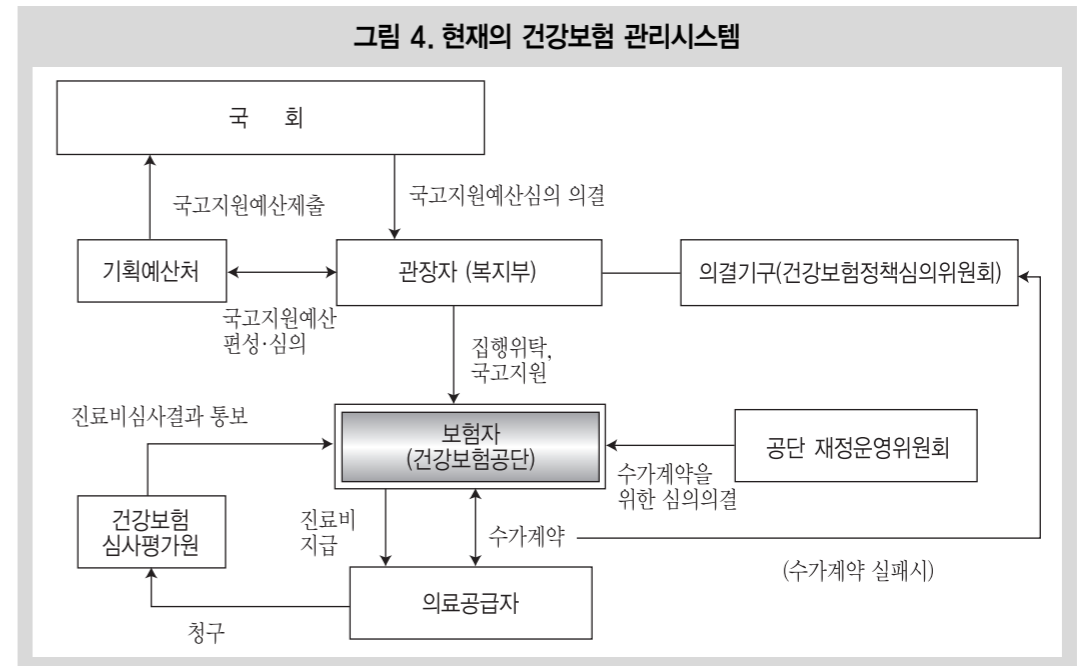 그림 4. 현재의 건강보험 관리시스템
국 회
국고지원예산제출
국고지원예산심의 의결
기획예산처
관장자 (복지부)
의결기구(건강보험정책심의위원회)
국고지원예산
편성·심의
집행위탁,
국고지원
진료비심사결과 통보
보험자
(건강보험공단)
공단 재정운영위원회
수가계약을
위한 심의의결
건강보험
심사평가원
진료비
지급
수가계약
(수가계약 실패시)
의료공급자
청구